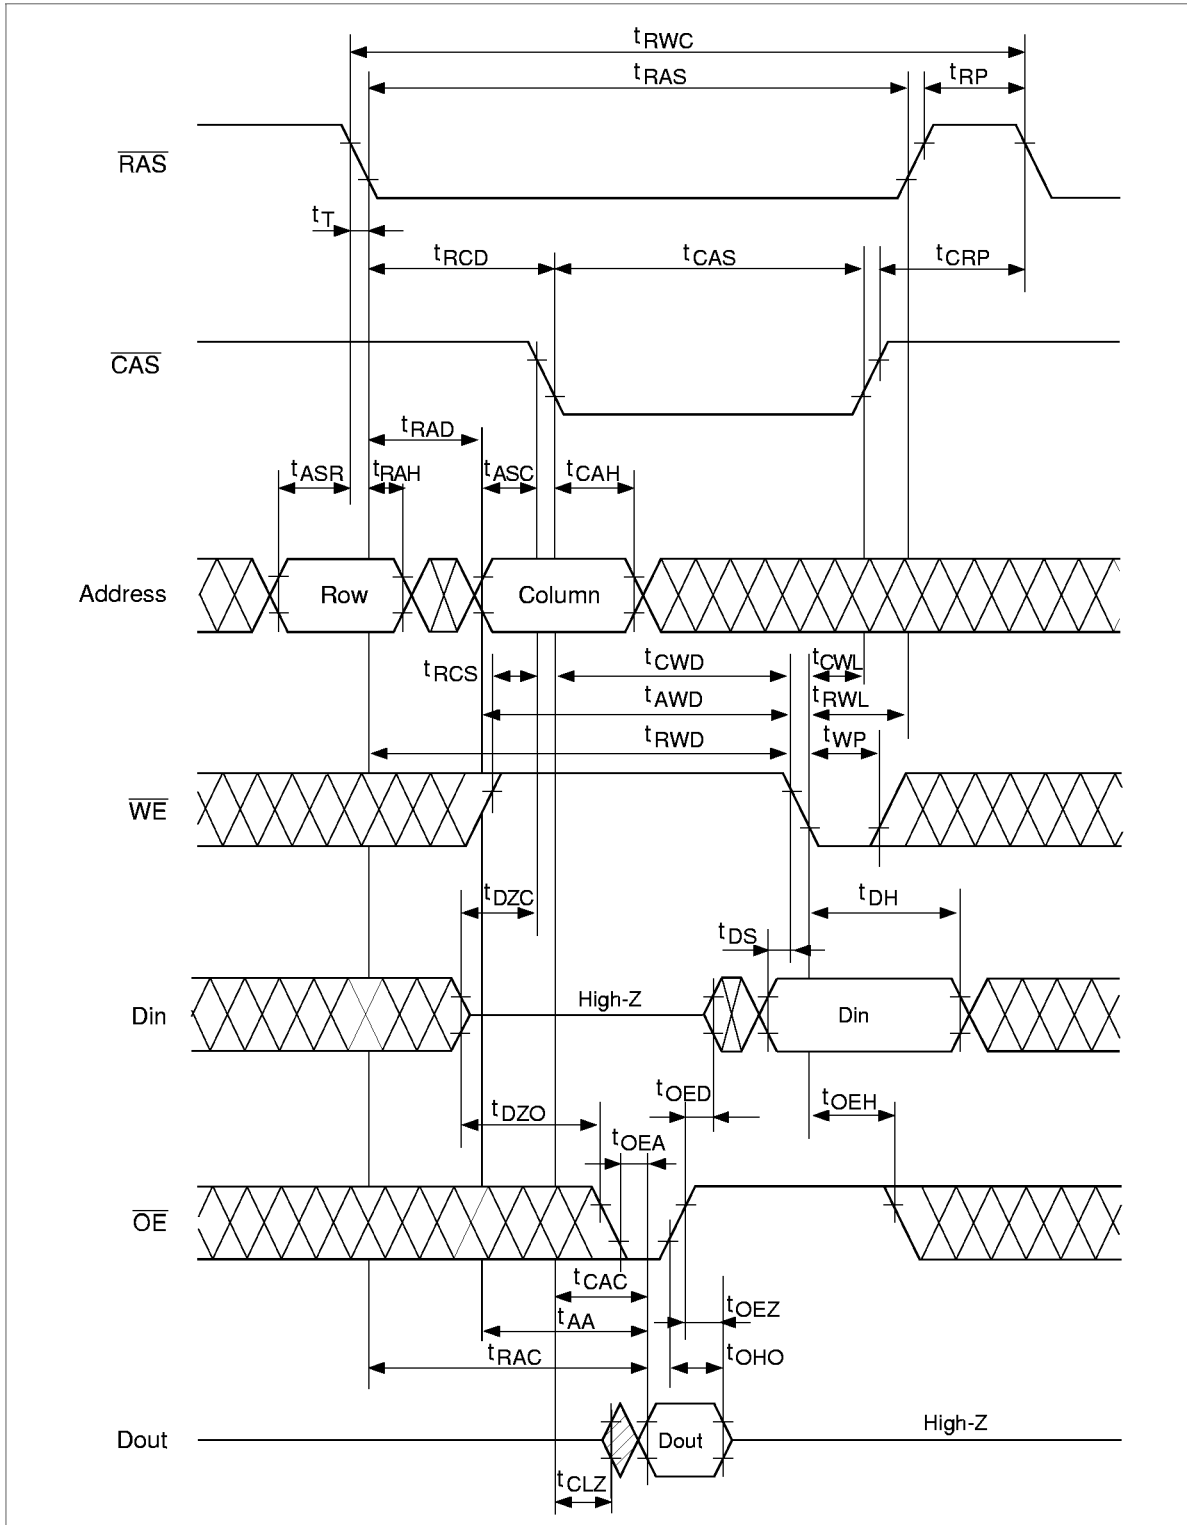 tRWC
tRAS
tRP
RAS
tT
tRCD
tCAS
tCRP
CAS
tRAD
tASR
tRAH
tASC
tCAH
Address
Row
Column
tRCS
tCWD
tCWL
tAWD
tRWL
tRWD
tWP
WE
tDZC
tDH
tDS
Din
High-Z
Din
tOED
tOEH
tDZO
tOEA
OE
tCAC
tOEZ
tAA
tRAC
tOHO
Dout
Dout
High-Z
tCLZ